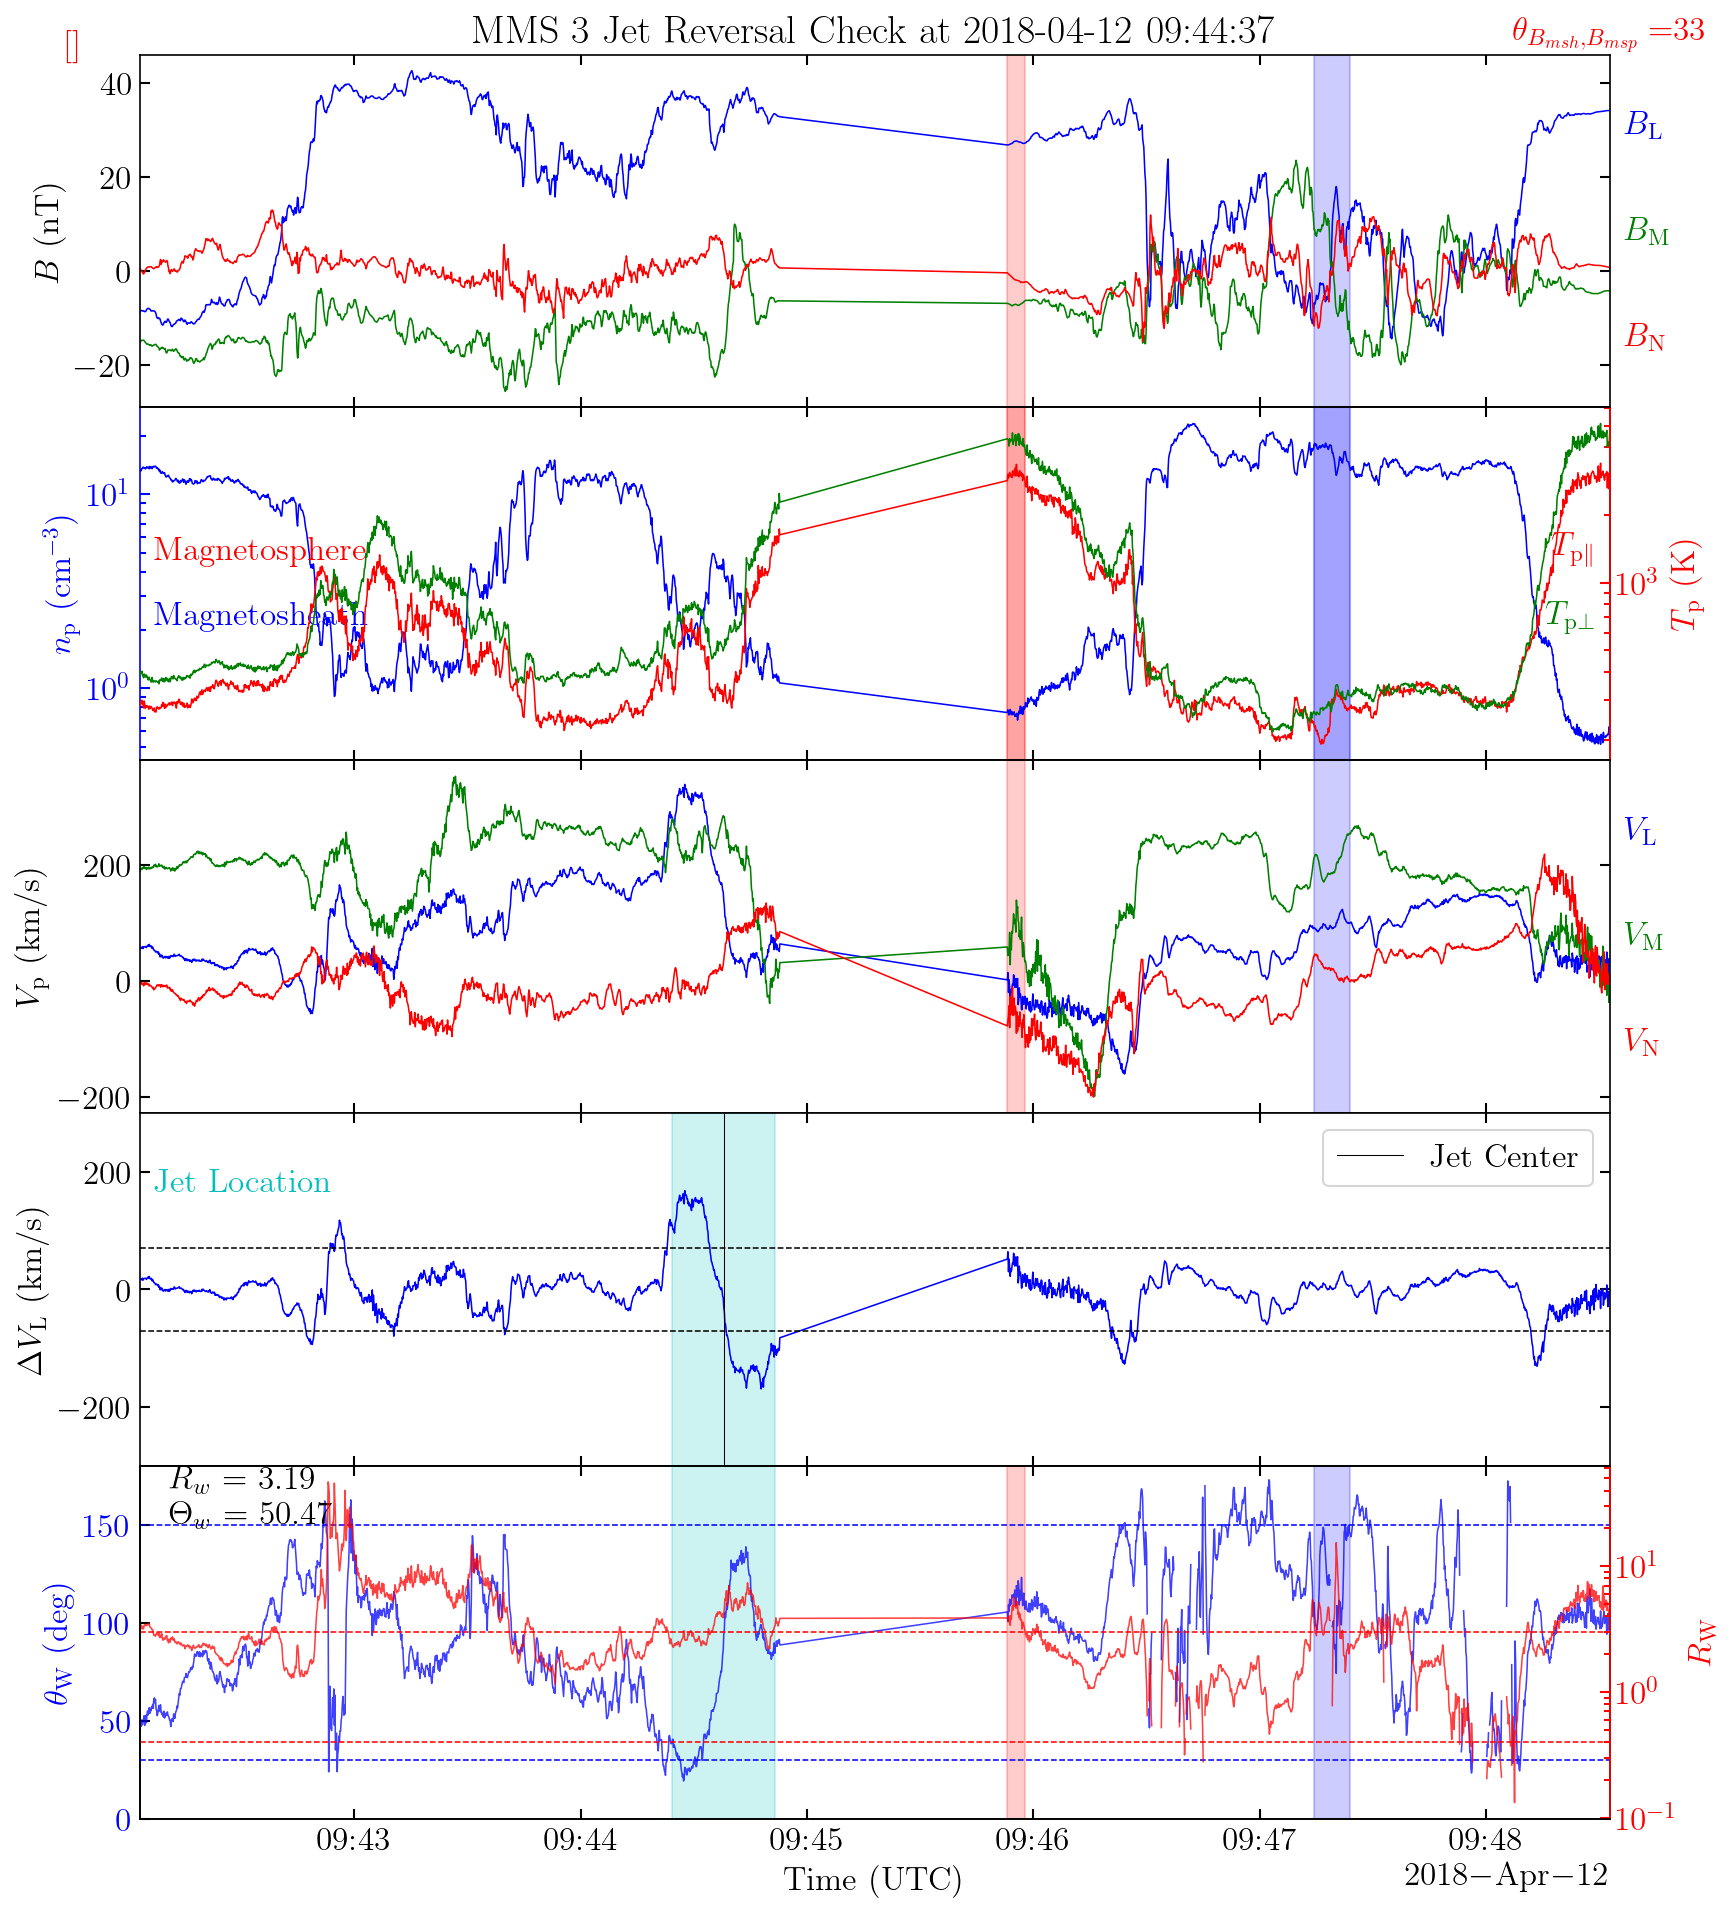 MMS 3 Jet Reversal Check at 2018-04-12 09:44:37
[]
θ_{B_{msh},B_{msp}} =33
40
20
0
−20
B (nT)
B_L
B_M
B_N
10^1
10^0
n_p (cm^{−3})
Magnetosphere
Magnetosheath
T_{p∥}
T_{p⊥}
10^3
T_p (K)
200
0
−200
V_p (km/s)
V_L
V_M
V_N
200
0
−200
ΔV_L (km/s)
Jet Location
Jet Center
R_w = 3.19
Θ_w = 50.47
150
100
50
0
θ_W (deg)
10^1
10^0
10^{−1}
R_W
09:43 09:44 09:45 09:46 09:47 09:48
Time (UTC)
2018−Apr−12